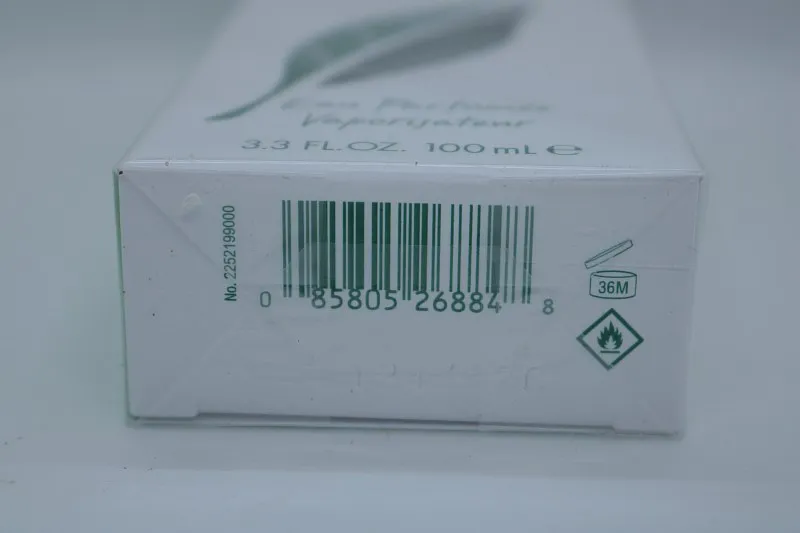 Eau Parfumée
Vaporisateur
3.3 FL.OZ. 100 mL ℮
No. 2252199000
0 85805 26884 8
36M